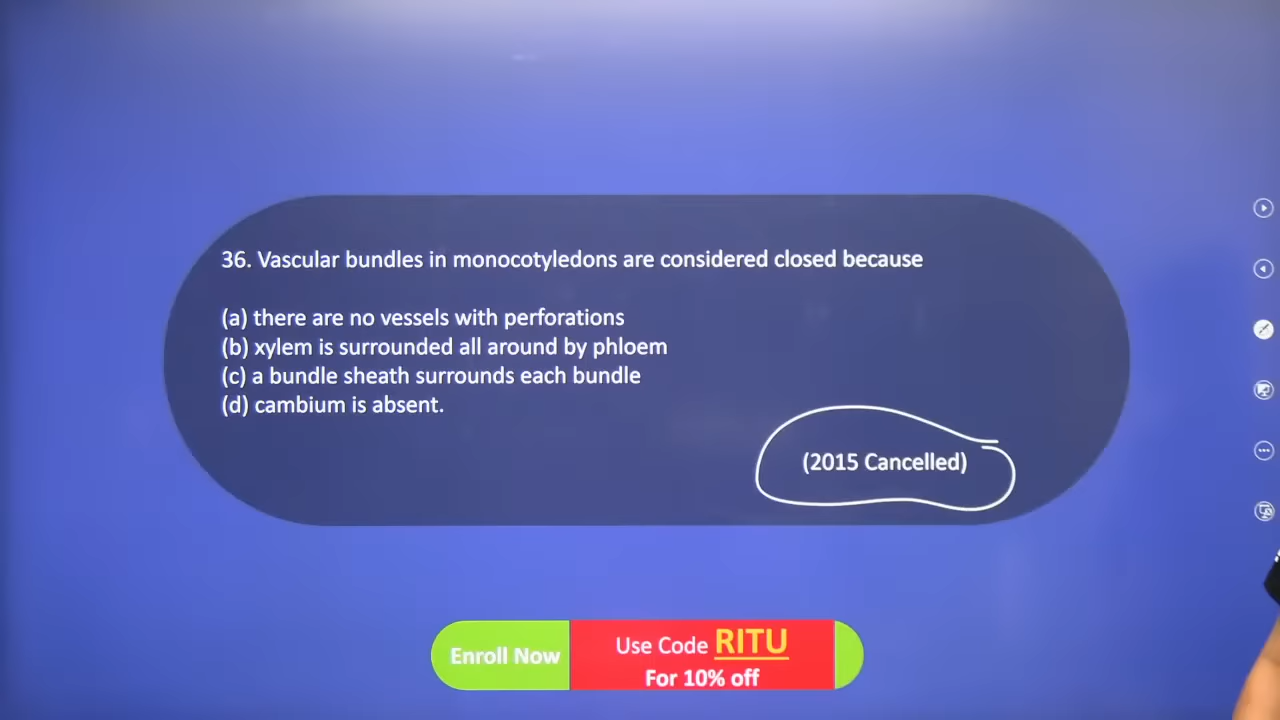 36. Vascular bundles in monocotyledons are considered closed because
(a) there are no vessels with perforations
(b) xylem is surrounded all around by phloem
(c) a bundle sheath surrounds each bundle
(d) cambium is absent.
(2015 Cancelled)
Enroll Now
Use Code RITU
For 10% off